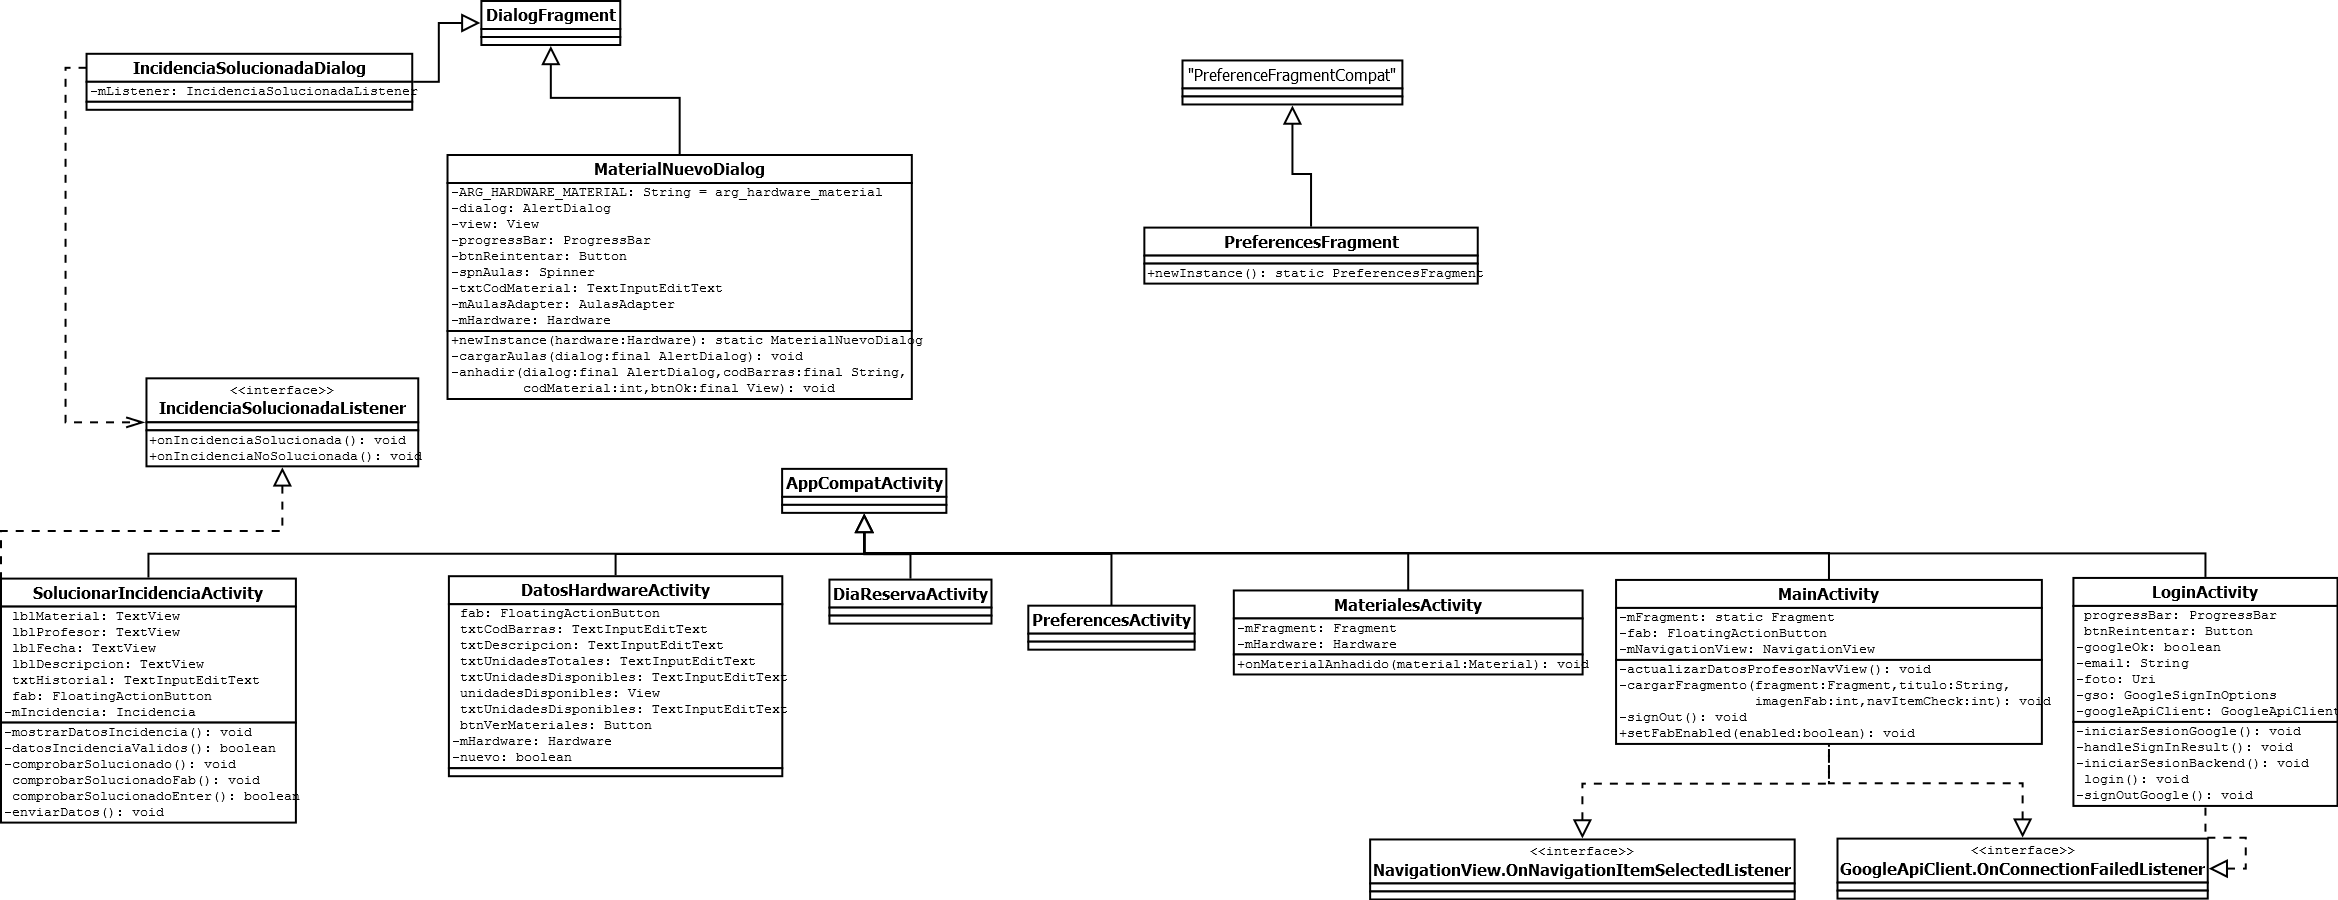 DialogFragment
IncidenciaSolucionadaDialog
-mListener: IncidenciaSolucionadaListener
"PreferenceFragmentCompat"
MaterialNuevoDialog
-ARG_HARDWARE_MATERIAL: String = arg_hardware_material
-dialog: AlertDialog
-view: View
-progressBar: ProgressBar
-btnReintentar: Button
-spnAulas: Spinner
-txtCodMaterial: TextInputEditText
-mAulasAdapter: AulasAdapter
-mHardware: Hardware
+newInstance(hardware:Hardware): static MaterialNuevoDialog
-cargarAulas(dialog:final AlertDialog): void
-anhadir(dialog:final AlertDialog,codBarras:final String,
codMaterial:int,btnOk:final View): void
PreferencesFragment
+newInstance(): static PreferencesFragment
<<interface>>
IncidenciaSolucionadaListener
+onIncidenciaSolucionada(): void
+onIncidenciaNoSolucionada(): void
AppCompatActivity
SolucionarIncidenciaActivity
lblMaterial: TextView
lblProfesor: TextView
lblFecha: TextView
lblDescripcion: TextView
txtHistorial: TextInputEditText
fab: FloatingActionButton
-mIncidencia: Incidencia
-mostrarDatosIncidencia(): void
-datosIncidenciaValidos(): boolean
-comprobarSolucionado(): void
comprobarSolucionadoFab(): void
comprobarSolucionadoEnter(): boolean
-enviarDatos(): void
DatosHardwareActivity
fab: FloatingActionButton
txtCodBarras: TextInputEditText
txtDescripcion: TextInputEditText
txtUnidadesTotales: TextInputEditText
txtUnidadesDisponibles: TextInputEditText
unidadesDisponibles: View
txtUnidadesDisponibles: TextInputEditText
btnVerMateriales: Button
-mHardware: Hardware
-nuevo: boolean
DiaReservaActivity
PreferencesActivity
MaterialesActivity
-mFragment: Fragment
-mHardware: Hardware
+onMaterialAnhadido(material:Material): void
MainActivity
-mFragment: static Fragment
-fab: FloatingActionButton
-mNavigationView: NavigationView
-actualizarDatosProfesorNavView(): void
-cargarFragmento(fragment:Fragment,titulo:String,
imagenFab:int,navItemCheck:int): void
-signOut(): void
+setFabEnabled(enabled:boolean): void
LoginActivity
progressBar: ProgressBar
btnReintentar: Button
-googleOk: boolean
-email: String
-foto: Uri
-gso: GoogleSignInOptions
-googleApiClient: GoogleApiClient
-iniciarSesionGoogle(): void
-handleSignInResult(): void
-iniciarSesionBackend(): void
login(): void
-signOutGoogle(): void
<<interface>>
NavigationView.OnNavigationItemSelectedListener
<<interface>>
GoogleApiClient.OnConnectionFailedListener